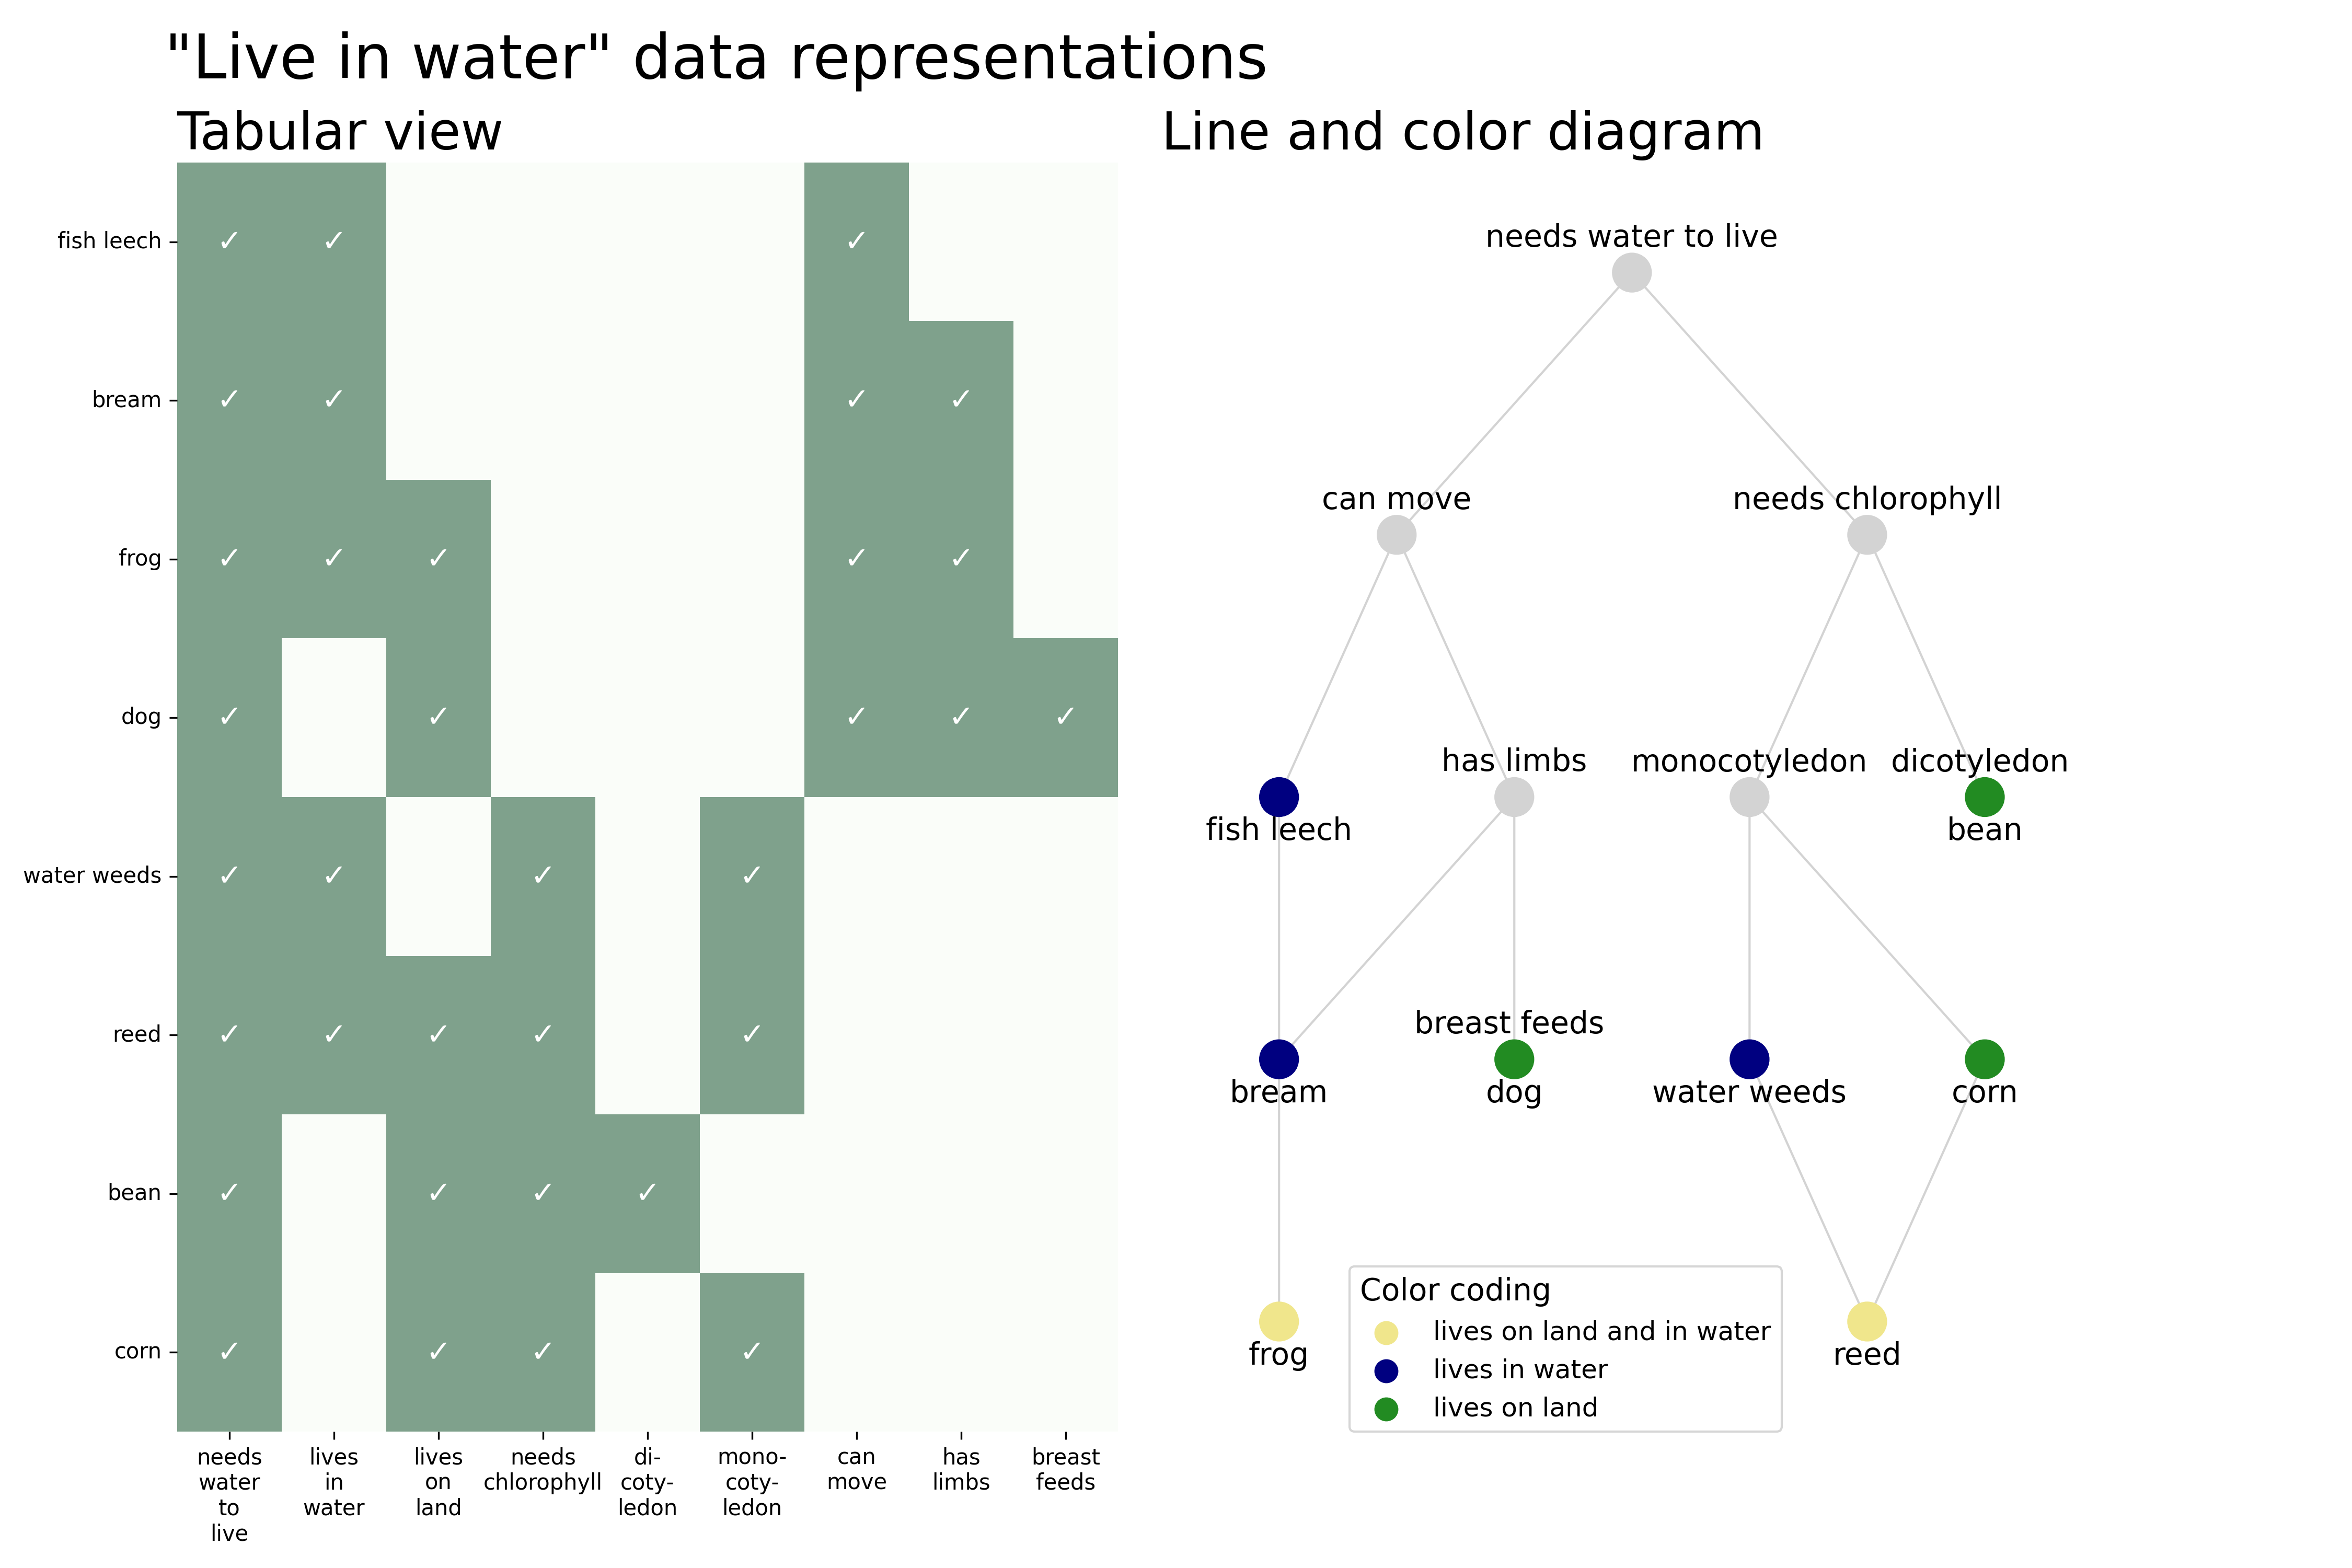 "Live in water" data representations
Tabular view
fish leech
✓ ✓ ✓
bream
✓ ✓ ✓ ✓
frog
✓ ✓ ✓ ✓ ✓
dog
✓ ✓ ✓ ✓ ✓
water weeds
✓ ✓ ✓ ✓
reed
✓ ✓ ✓ ✓ ✓
bean
✓ ✓ ✓ ✓
corn
✓ ✓ ✓ ✓
needs
water
to
live
lives
in
water
lives
on
land
needs
chlorophyll
di-
coty-
ledon
mono-
coty-
ledon
can
move
has
limbs
breast
feeds
Line and color diagram
needs water to live
can move
needs chlorophyll
has limbs
monocotyledon
dicotyledon
fish leech
bean
breast feeds
bream
dog
water weeds
corn
frog
reed
Color coding
lives on land and in water
lives in water
lives on land